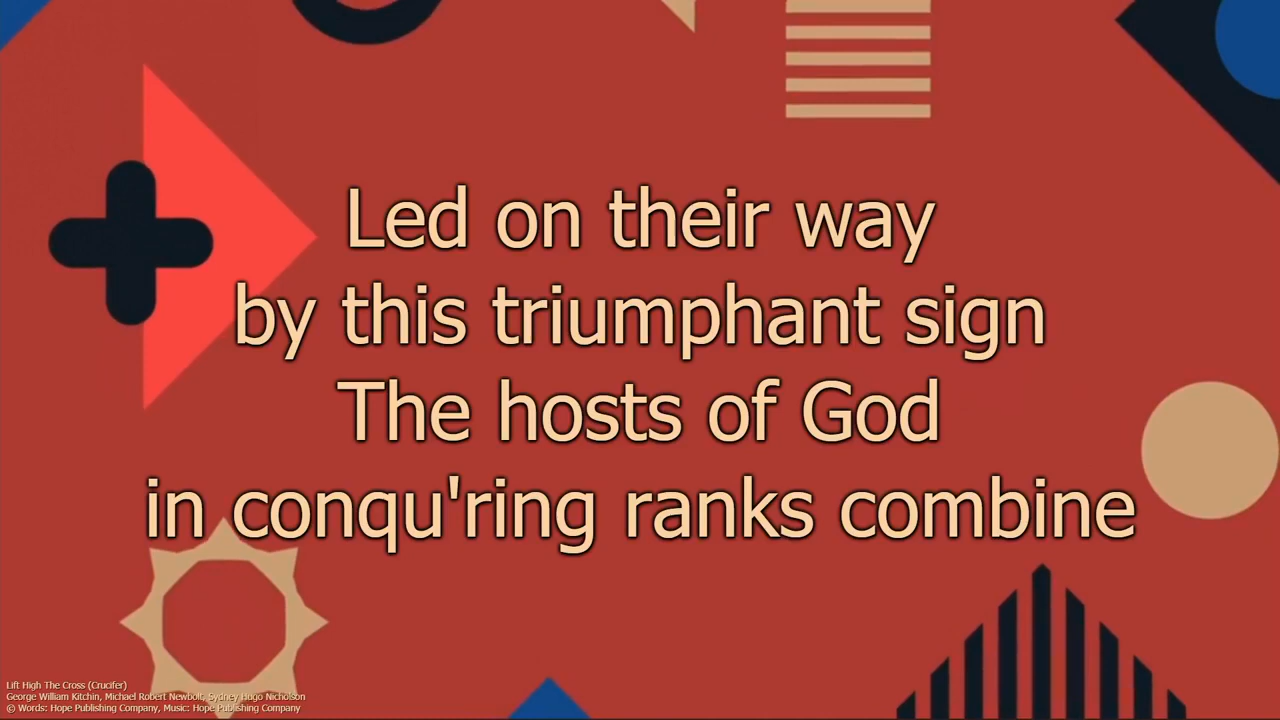 Led on their way
by this triumphant sign
The hosts of God
in conqu'ring ranks combine
Lift High The Cross (Crucifer)
George William Kitchin, Michael Robert Newbolt, Sydney Hugo Nicholson
© Words: Hope Publishing Company, Music: Hope Publishing Company